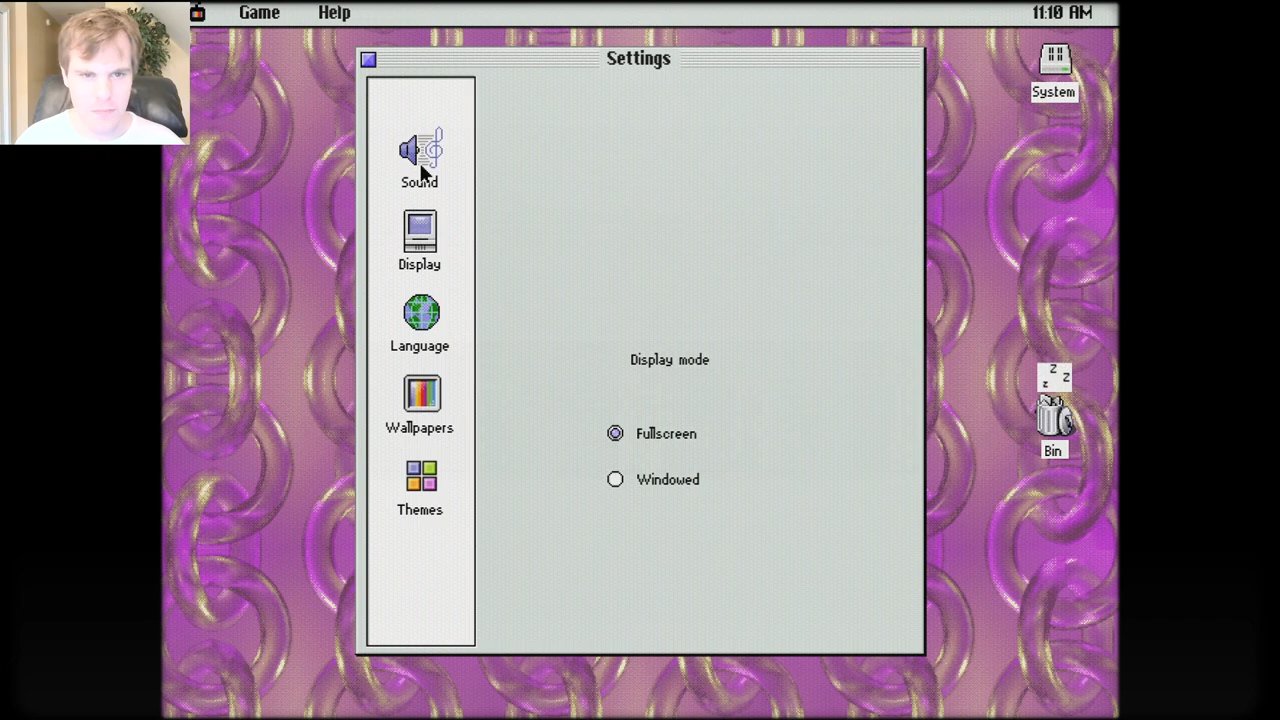 Game Help 11:10 AM
Settings
System
Sound
Display
Language
Wallpapers
Themes
Display mode
Fullscreen
Windowed
z z z
Bin